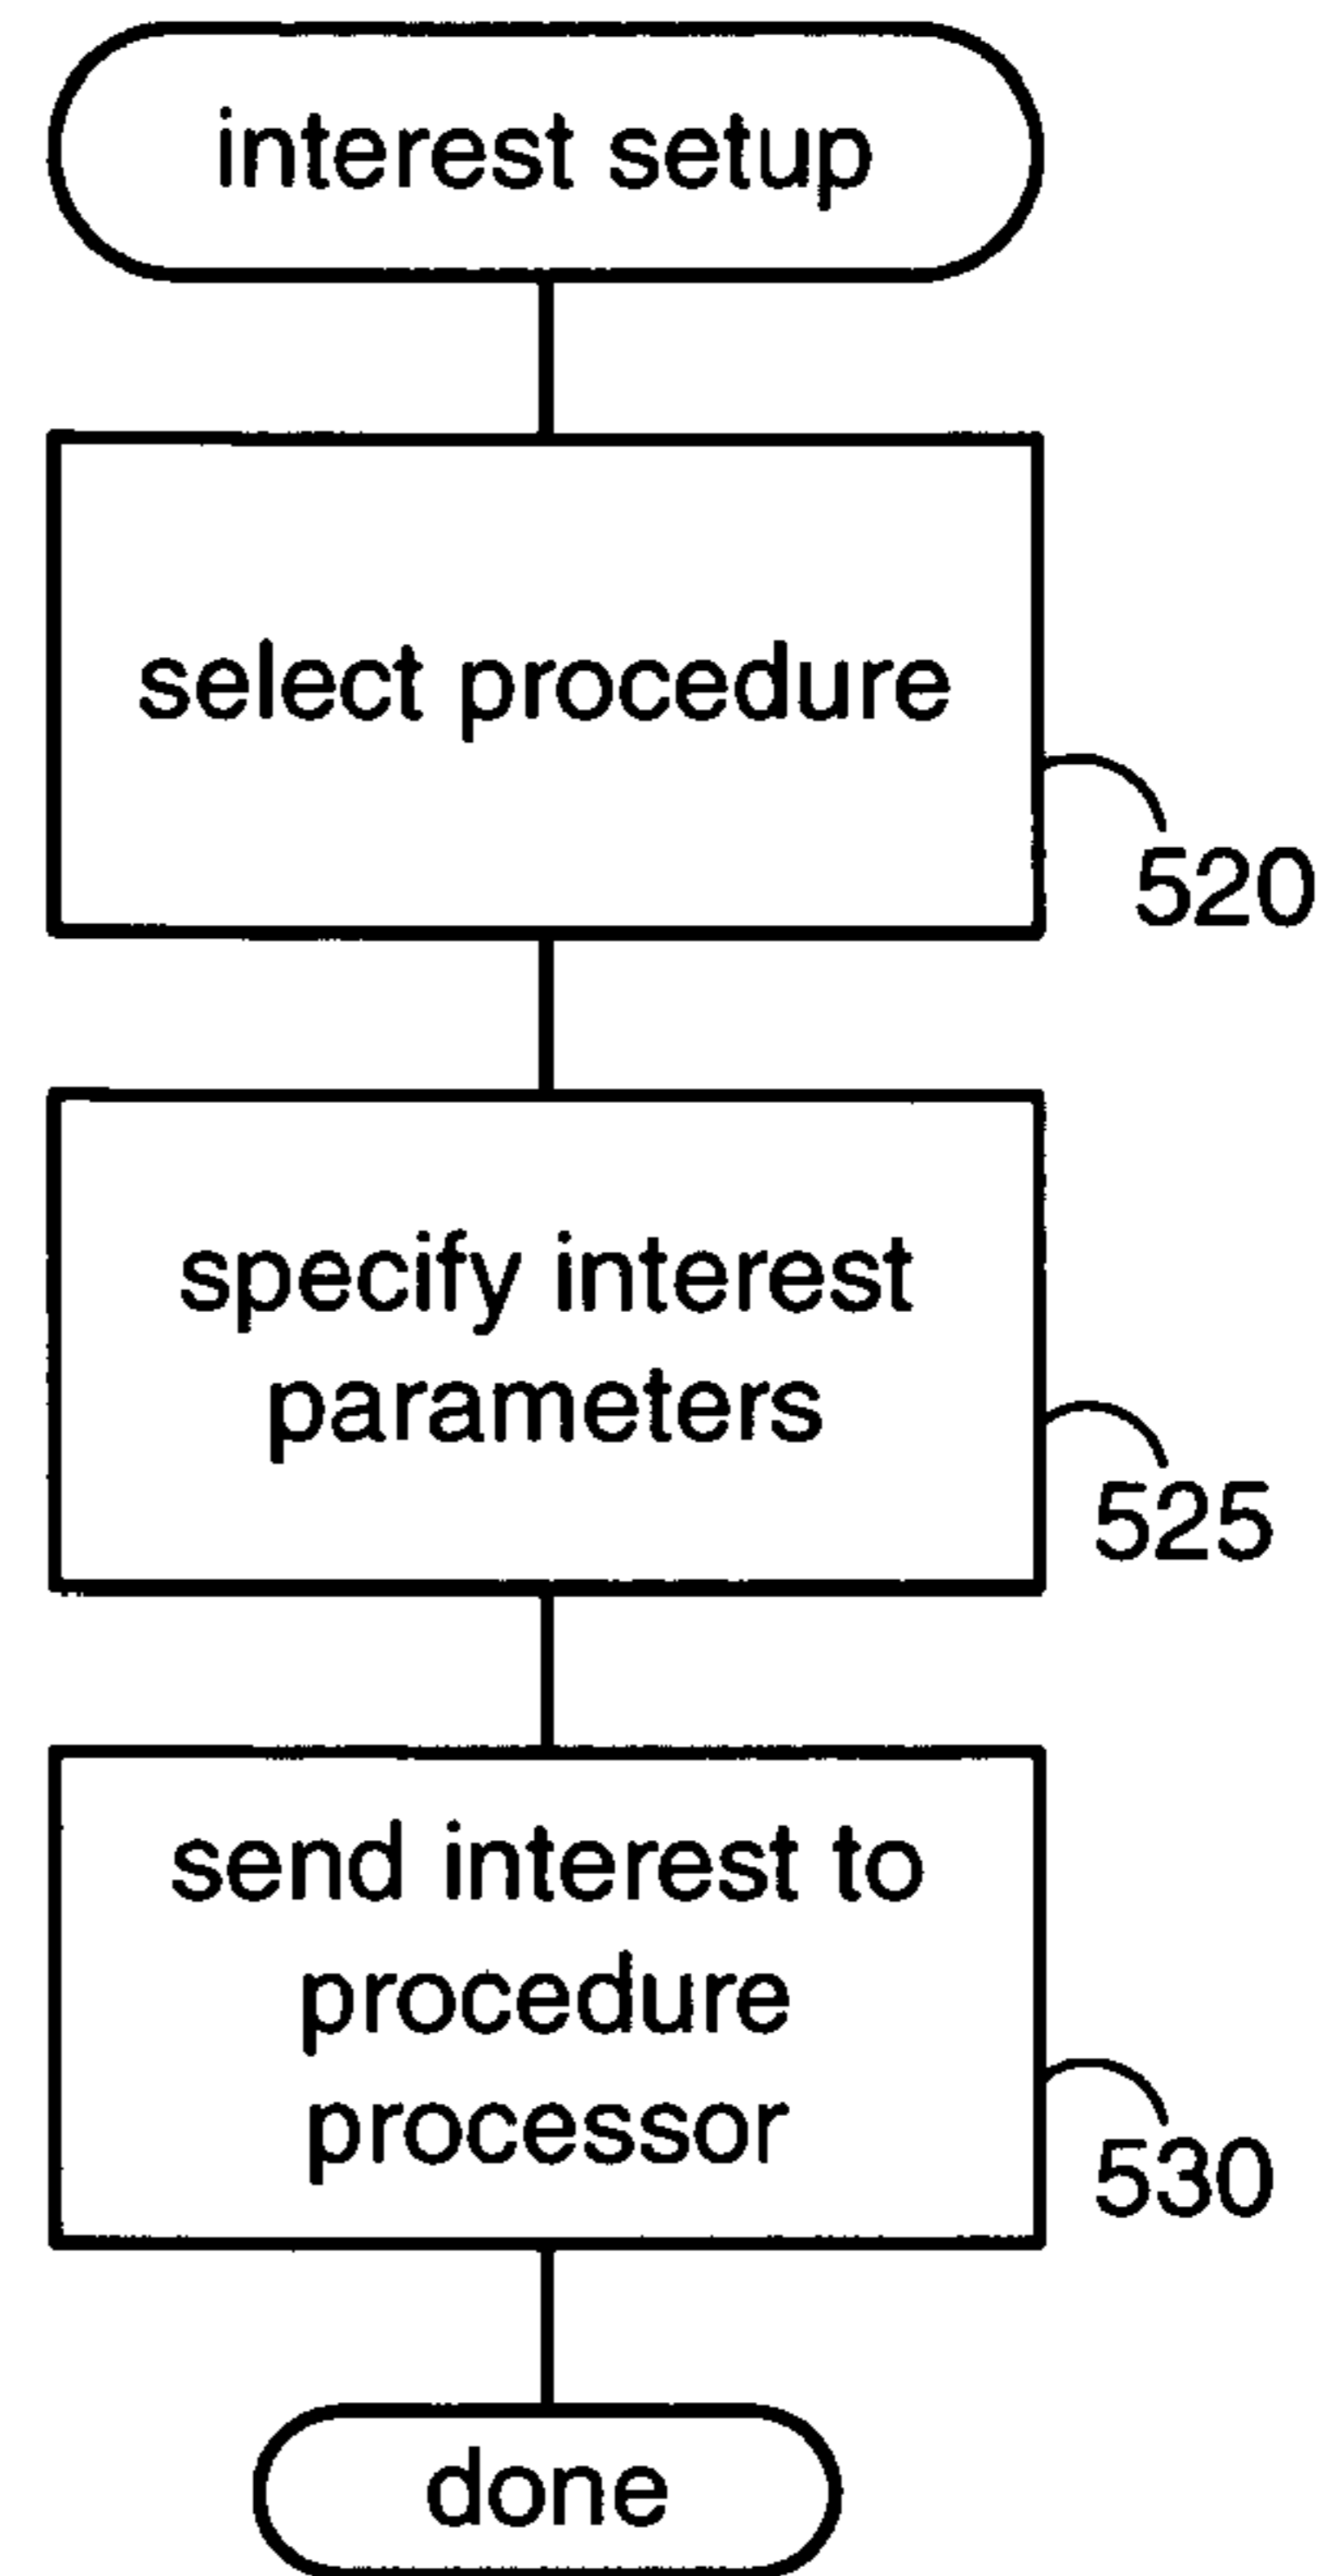 interest setup
select procedure
520
specify interest
parameters
525
send interest to
procedure
processor
530
done